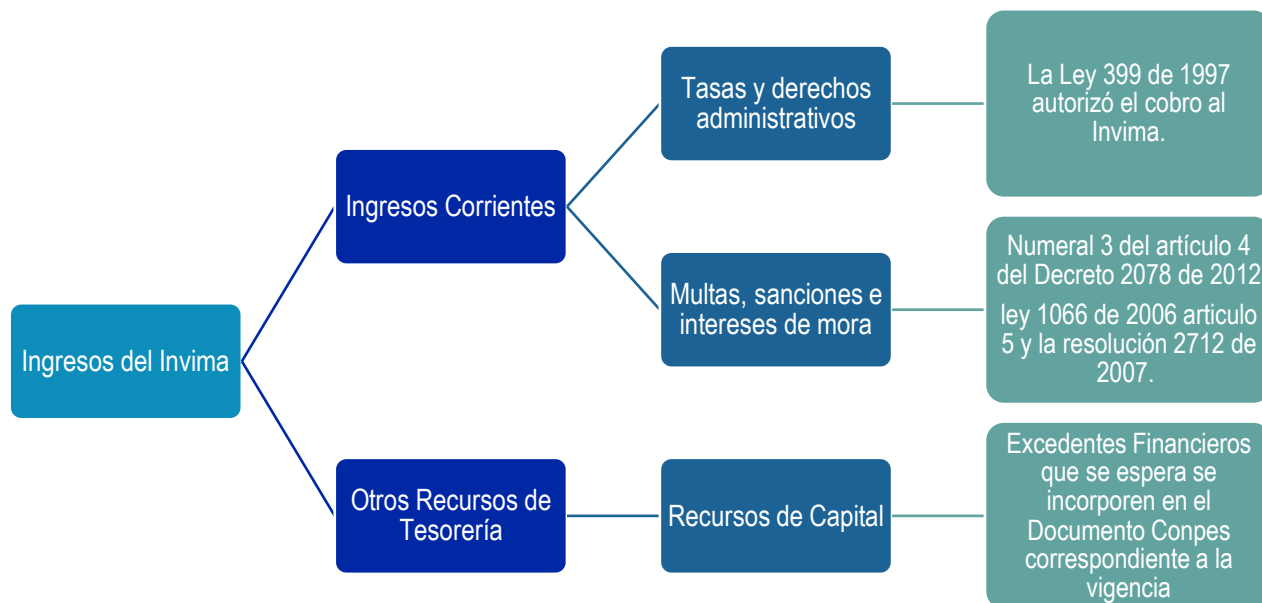 Ingresos del Invima
Ingresos Corrientes
Tasas y derechos
administrativos
La Ley 399 de 1997
autorizó el cobro al
Invima.
Multas, sanciones e
intereses de mora
Numeral 3 del artículo 4
del Decreto 2078 de 2012
ley 1066 de 2006 articulo
5 y la resolución 2712 de
2007.
Otros Recursos de
Tesorería
Recursos de Capital
Excedentes Financieros
que se espera se
incorporen en el
Documento Conpes
correspondiente a la
vigencia